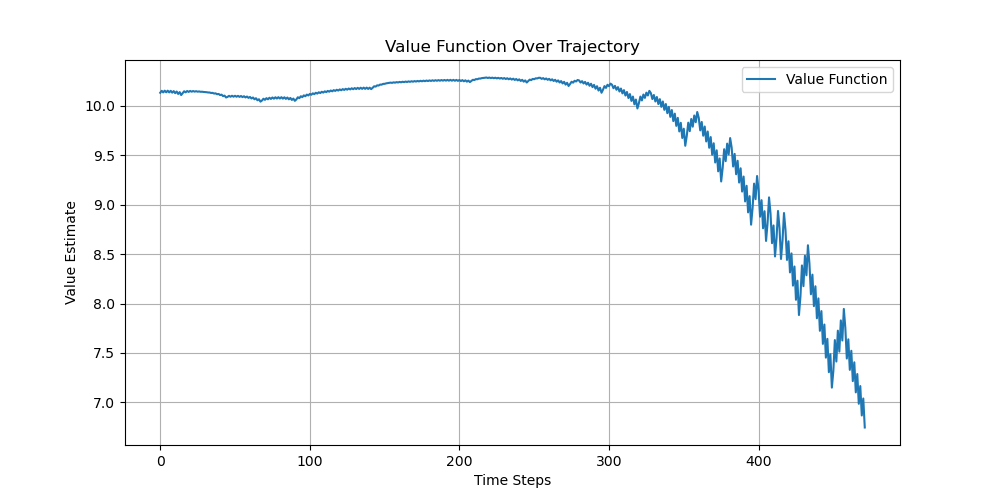 Value Function Over Trajectory
Value Function
Value Estimate
10.0
9.5
9.0
8.5
8.0
7.5
7.0
0 100 200 300 400
Time Steps